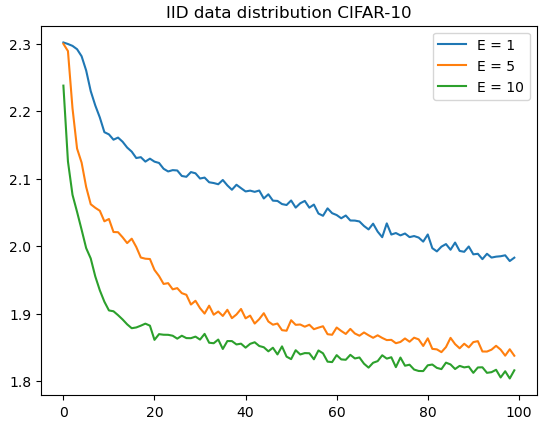 IID data distribution CIFAR-10
E = 1
E = 5
E = 10
2.3
2.2
2.1
2.0
1.9
1.8
0 20 40 60 80 100